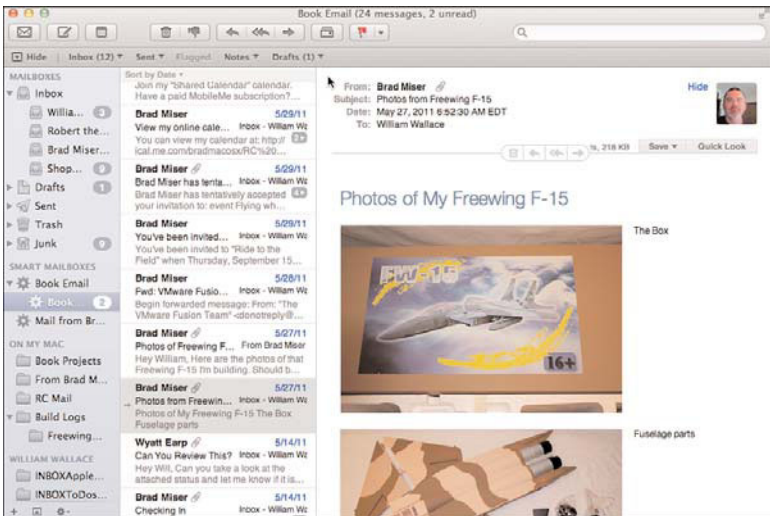 Book Email (24 messages, 2 unread)
Hide Inbox (12) Sent Flagged Notes Drafts (1)
MAILBOXES
Inbox
Willia... 3
Robert the...
Brad Miser...
Shop...
Drafts 1
Sent
Trash
Junk
SMART MAILBOXES
Book Email
Book 2
Mail from Br...
ON MY MAC
Book Projects
From Brad M...
RC Mail
Build Logs
Freewing...
WILLIAM WALLACE
INBOXApple...
INBOXToDos...
Sort by Date
Join my "Shared Calendar" calendar.
Have a paid MobileMe subscription?...
Brad Miser 5/29/11
View my online cale... Inbox - William Wa
You can view my calendar at: http://
ical.me.com/bradmacosx/RC%20...
Brad Miser 5/29/11
Brad Miser has tenta... Inbox - William Wa
Brad Miser has tentatively accepted
your invitation to: event Flying wh...
Brad Miser 5/29/11
You've been invited... Inbox - William Wa
You've been invited to "Ride to the
Field" when Thursday, September 15...
Brad Miser 5/28/11
Fwd: VMware Fusio... Inbox - William Wa
Begin forwarded message: From: "The
VMware Fusion Team" <donotreply@...
Brad Miser 5/27/11
Photos of Freewing F... From Brad Miser
Hey William, Here are the photos of that
Freewing F-15 I'm building. Should b...
Brad Miser 5/27/11
Photos from Freewin... Inbox - William Wa
Photos of My Freewing F-15 The Box
Fuselage parts
Wyatt Earp 5/14/11
Can You Review This? Inbox - William Wa
Hey Will, Can you take a look at the
attached status and let me know if it is...
Brad Miser 5/14/11
Checking In Inbox - William Wa
From: Brad Miser Hide
Subject: Photos from Freewing F-15
Date: May 27, 2011 6:52:30 AM EDT
To: William Wallace
218 KB Save Quick Look
Photos of My Freewing F-15
The Box
FW-15
16+
Fuselage parts